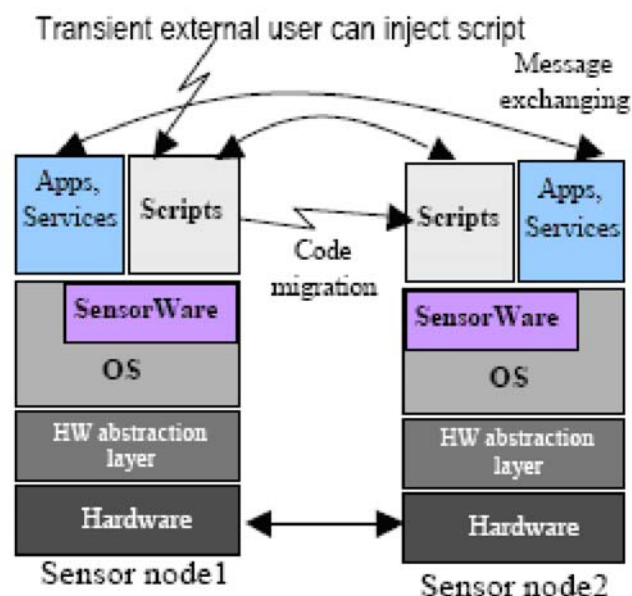 Transient external user can inject script
Message
exchanging
Apps,
Services
Scripts
Scripts
Apps,
Services
Code
migration
SensorWare
SensorWare
OS
OS
HW abstraction
layer
HW abstraction
layer
Hardware
Hardware
Sensor node1
Sensor node2